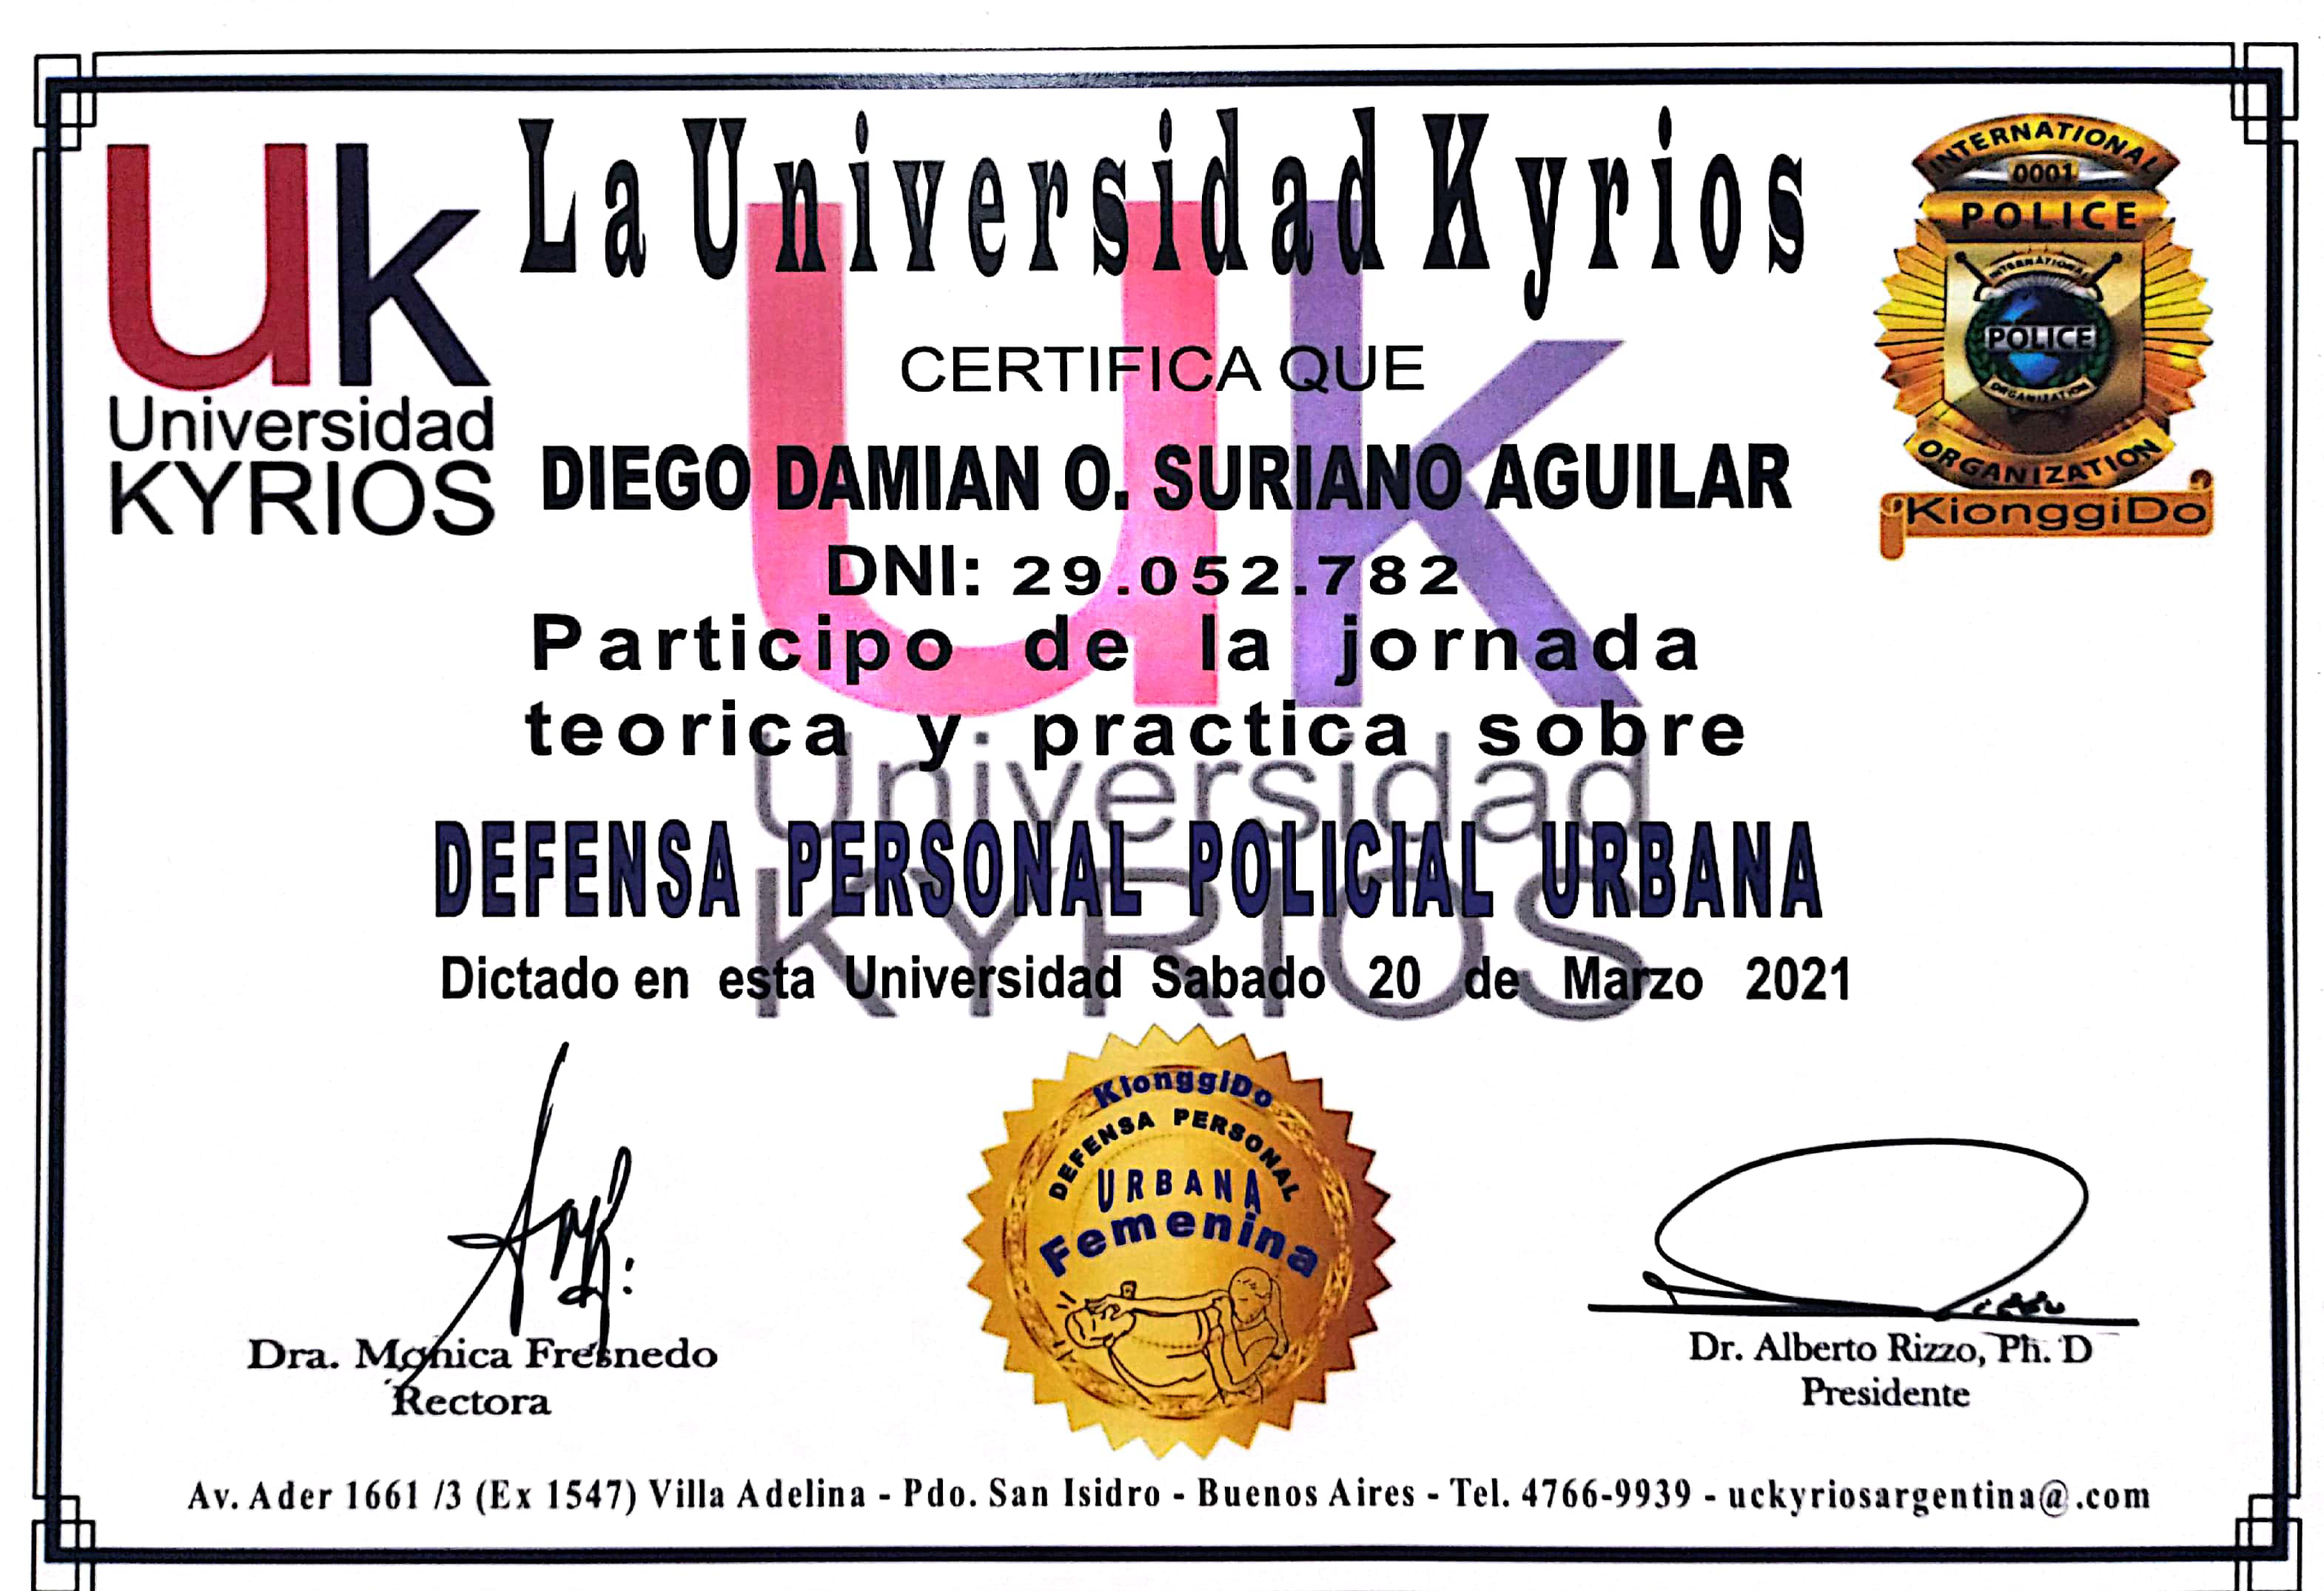 La Universidad Kyrios
uk
Universidad
KYRIOS
INTERNATIONAL
0001
POLICE
INTERNATIONAL
POLICE
ORGANIZATION
ORGANIZATION
KionggiDo
uk
Universidad
KYRIOS
CERTIFICA QUE
DIEGO DAMIAN O. SURIANO AGUILAR
DNI: 29.052.782
Participo de la jornada
teorica y practica sobre
DEFENSA PERSONAL POLICIAL URBANA
Dictado en esta Universidad Sabado 20 de Marzo 2021
KionggiDo
DEFENSA PERSONAL
URBANA
Femenina
Dra. Monica Fresnedo
Rectora
Dr. Alberto Rizzo, Ph. D
Presidente
Av. Ader 1661 /3 (Ex 1547) Villa Adelina - Pdo. San Isidro - Buenos Aires - Tel. 4766-9939 - uckyriosargentina@.com